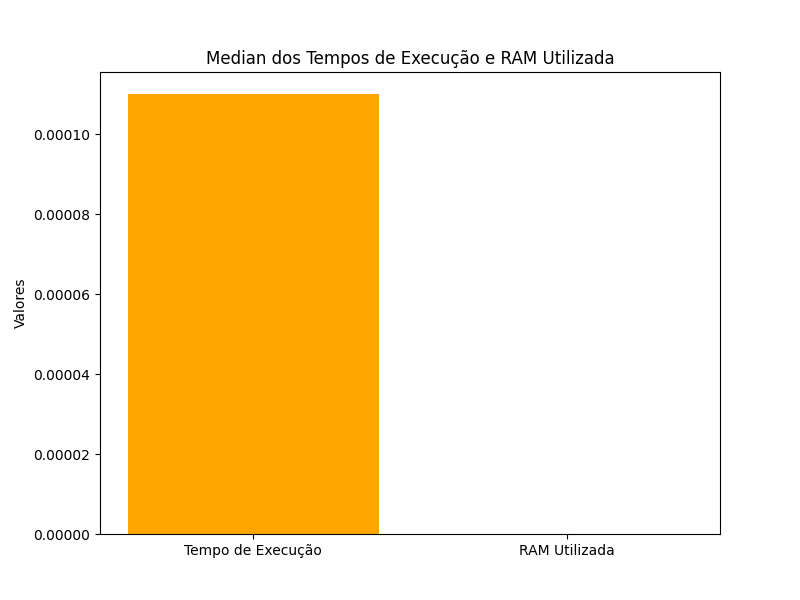 Median dos Tempos de Execução e RAM Utilizada
Valores
0.00010
0.00008
0.00006
0.00004
0.00002
0.00000
Tempo de Execução
RAM Utilizada